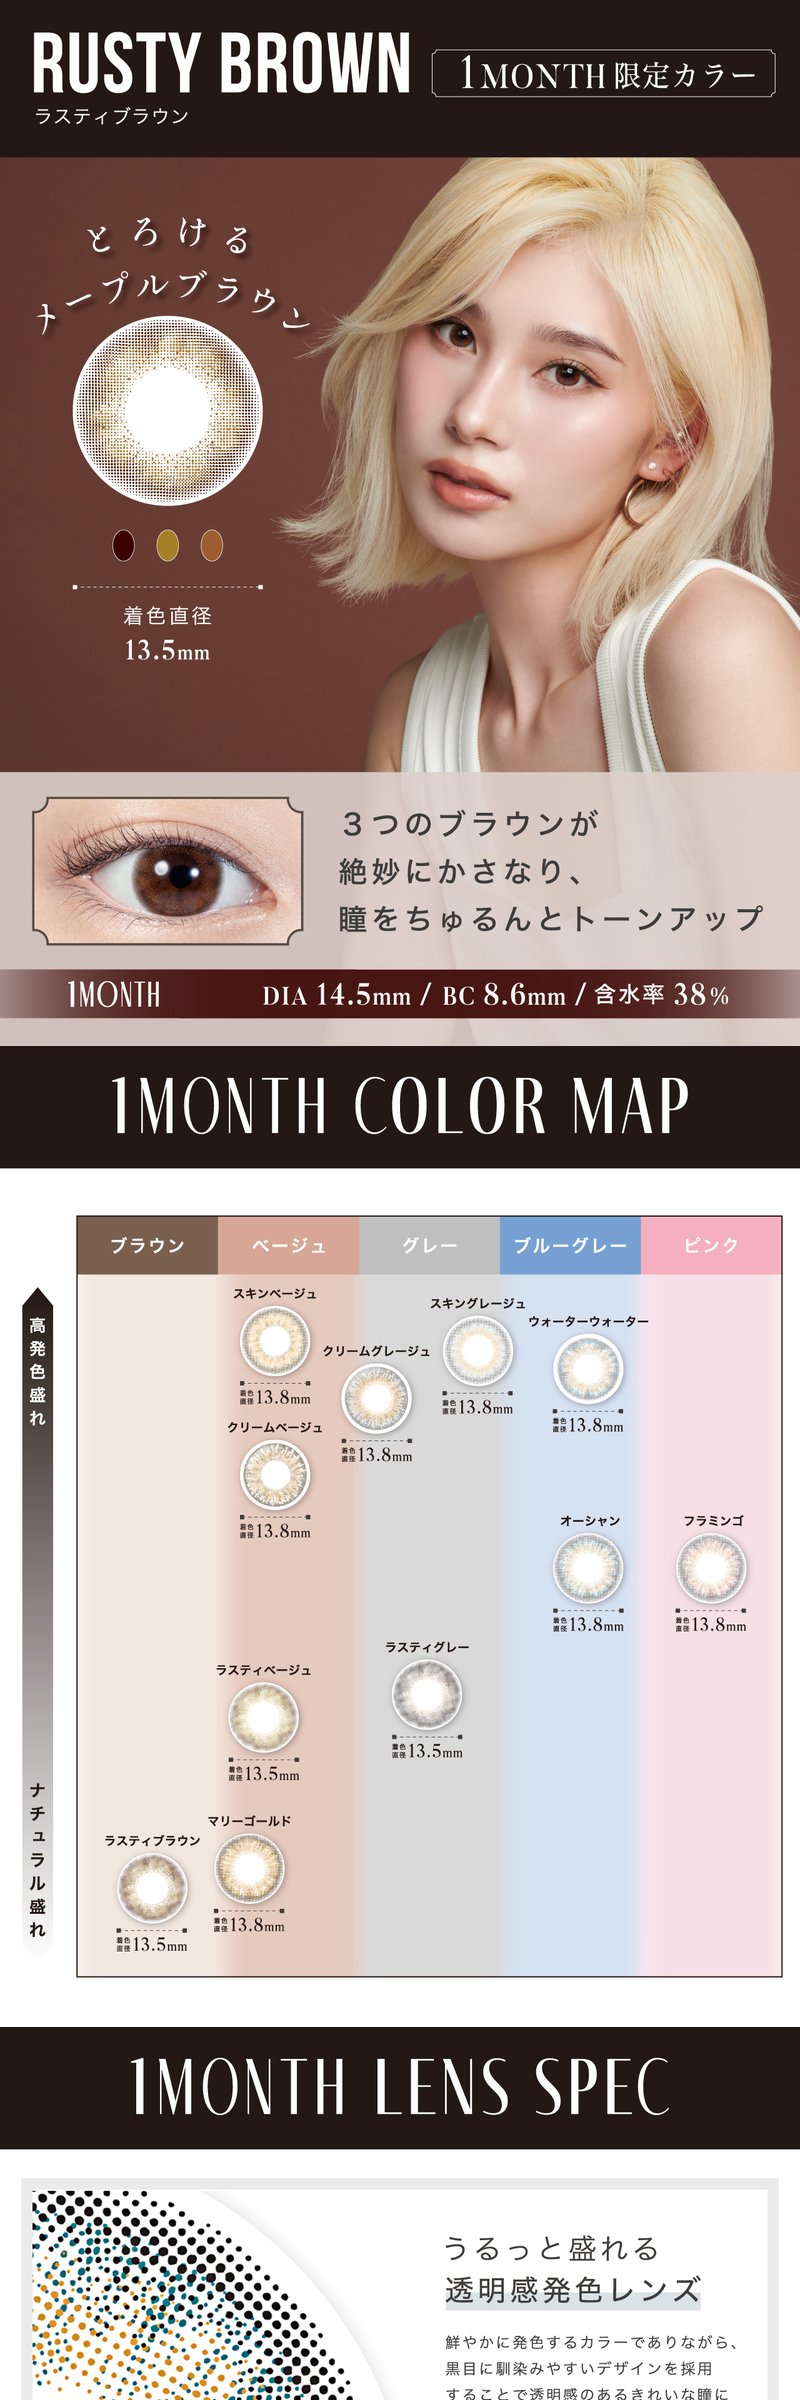 RUSTY BROWN
1MONTH限定カラー
ラスティブラウン
とろける
ヌープルブラウン
着色直径
13.5mm
3つのブラウンが
絶妙にかさなり、
瞳をちゅるんとトーンアップ
1MONTH
DIA 14.5mm / BC 8.6mm / 含水率 38%
1MONTH COLOR MAP
ブラウン
ベージュ
グレー
ブルーグレー
ピンク
高発色盛れ
ナチュラル盛れ
スキンベージュ
着色直径13.8mm
クリームグレージュ
着色直径13.8mm
スキングレージュ
着色直径13.8mm
ウォーターウォーター
着色直径13.8mm
クリームベージュ
着色直径13.8mm
オーシャン
着色直径13.8mm
フラミンゴ
着色直径13.8mm
ラスティベージュ
着色直径13.5mm
ラスティグレー
着色直径13.5mm
ラスティブラウン
着色直径13.5mm
マリーゴールド
着色直径13.8mm
1MONTH LENS SPEC
うるっと盛れる
透明感発色レンズ
鮮やかに発色するカラーでありながら、
黒目に馴染みやすいデザインを採用
することで透明感のあるきれいな瞳に